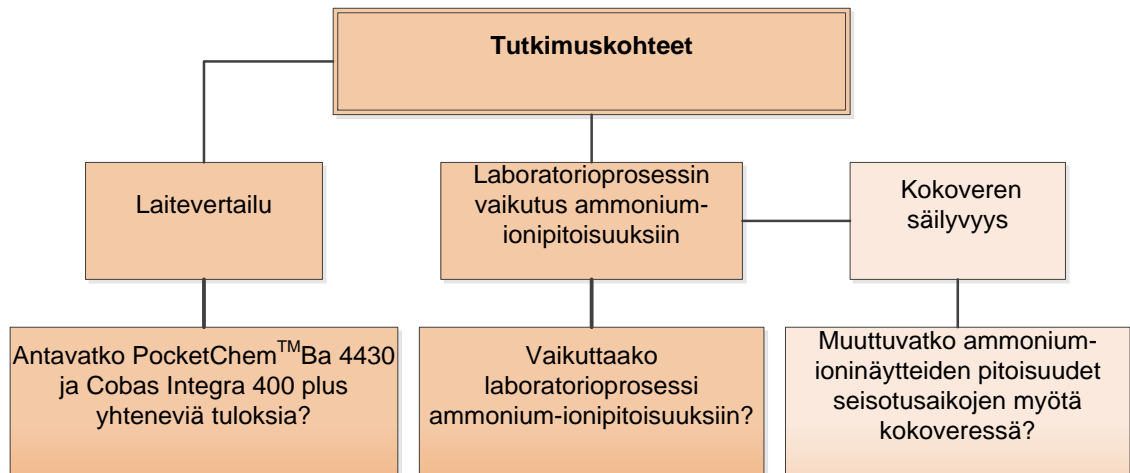 Tutkimuskohteet
Laitevertailu
Laboratorioprosessin
vaikutus ammonium-
ionipitoisuuksiin
Kokoveren
säilyvyys
Antavatko PocketChem™Ba 4430
ja Cobas Integra 400 plus
yhteneviä tuloksia?
Vaikuttaako
laboratorioprosessi
ammonium-ionipitoisuuksiin?
Muuttuvatko ammonium-
ioninäytteiden pitoisuudet
seisotusaikojen myötä
kokoveressä?